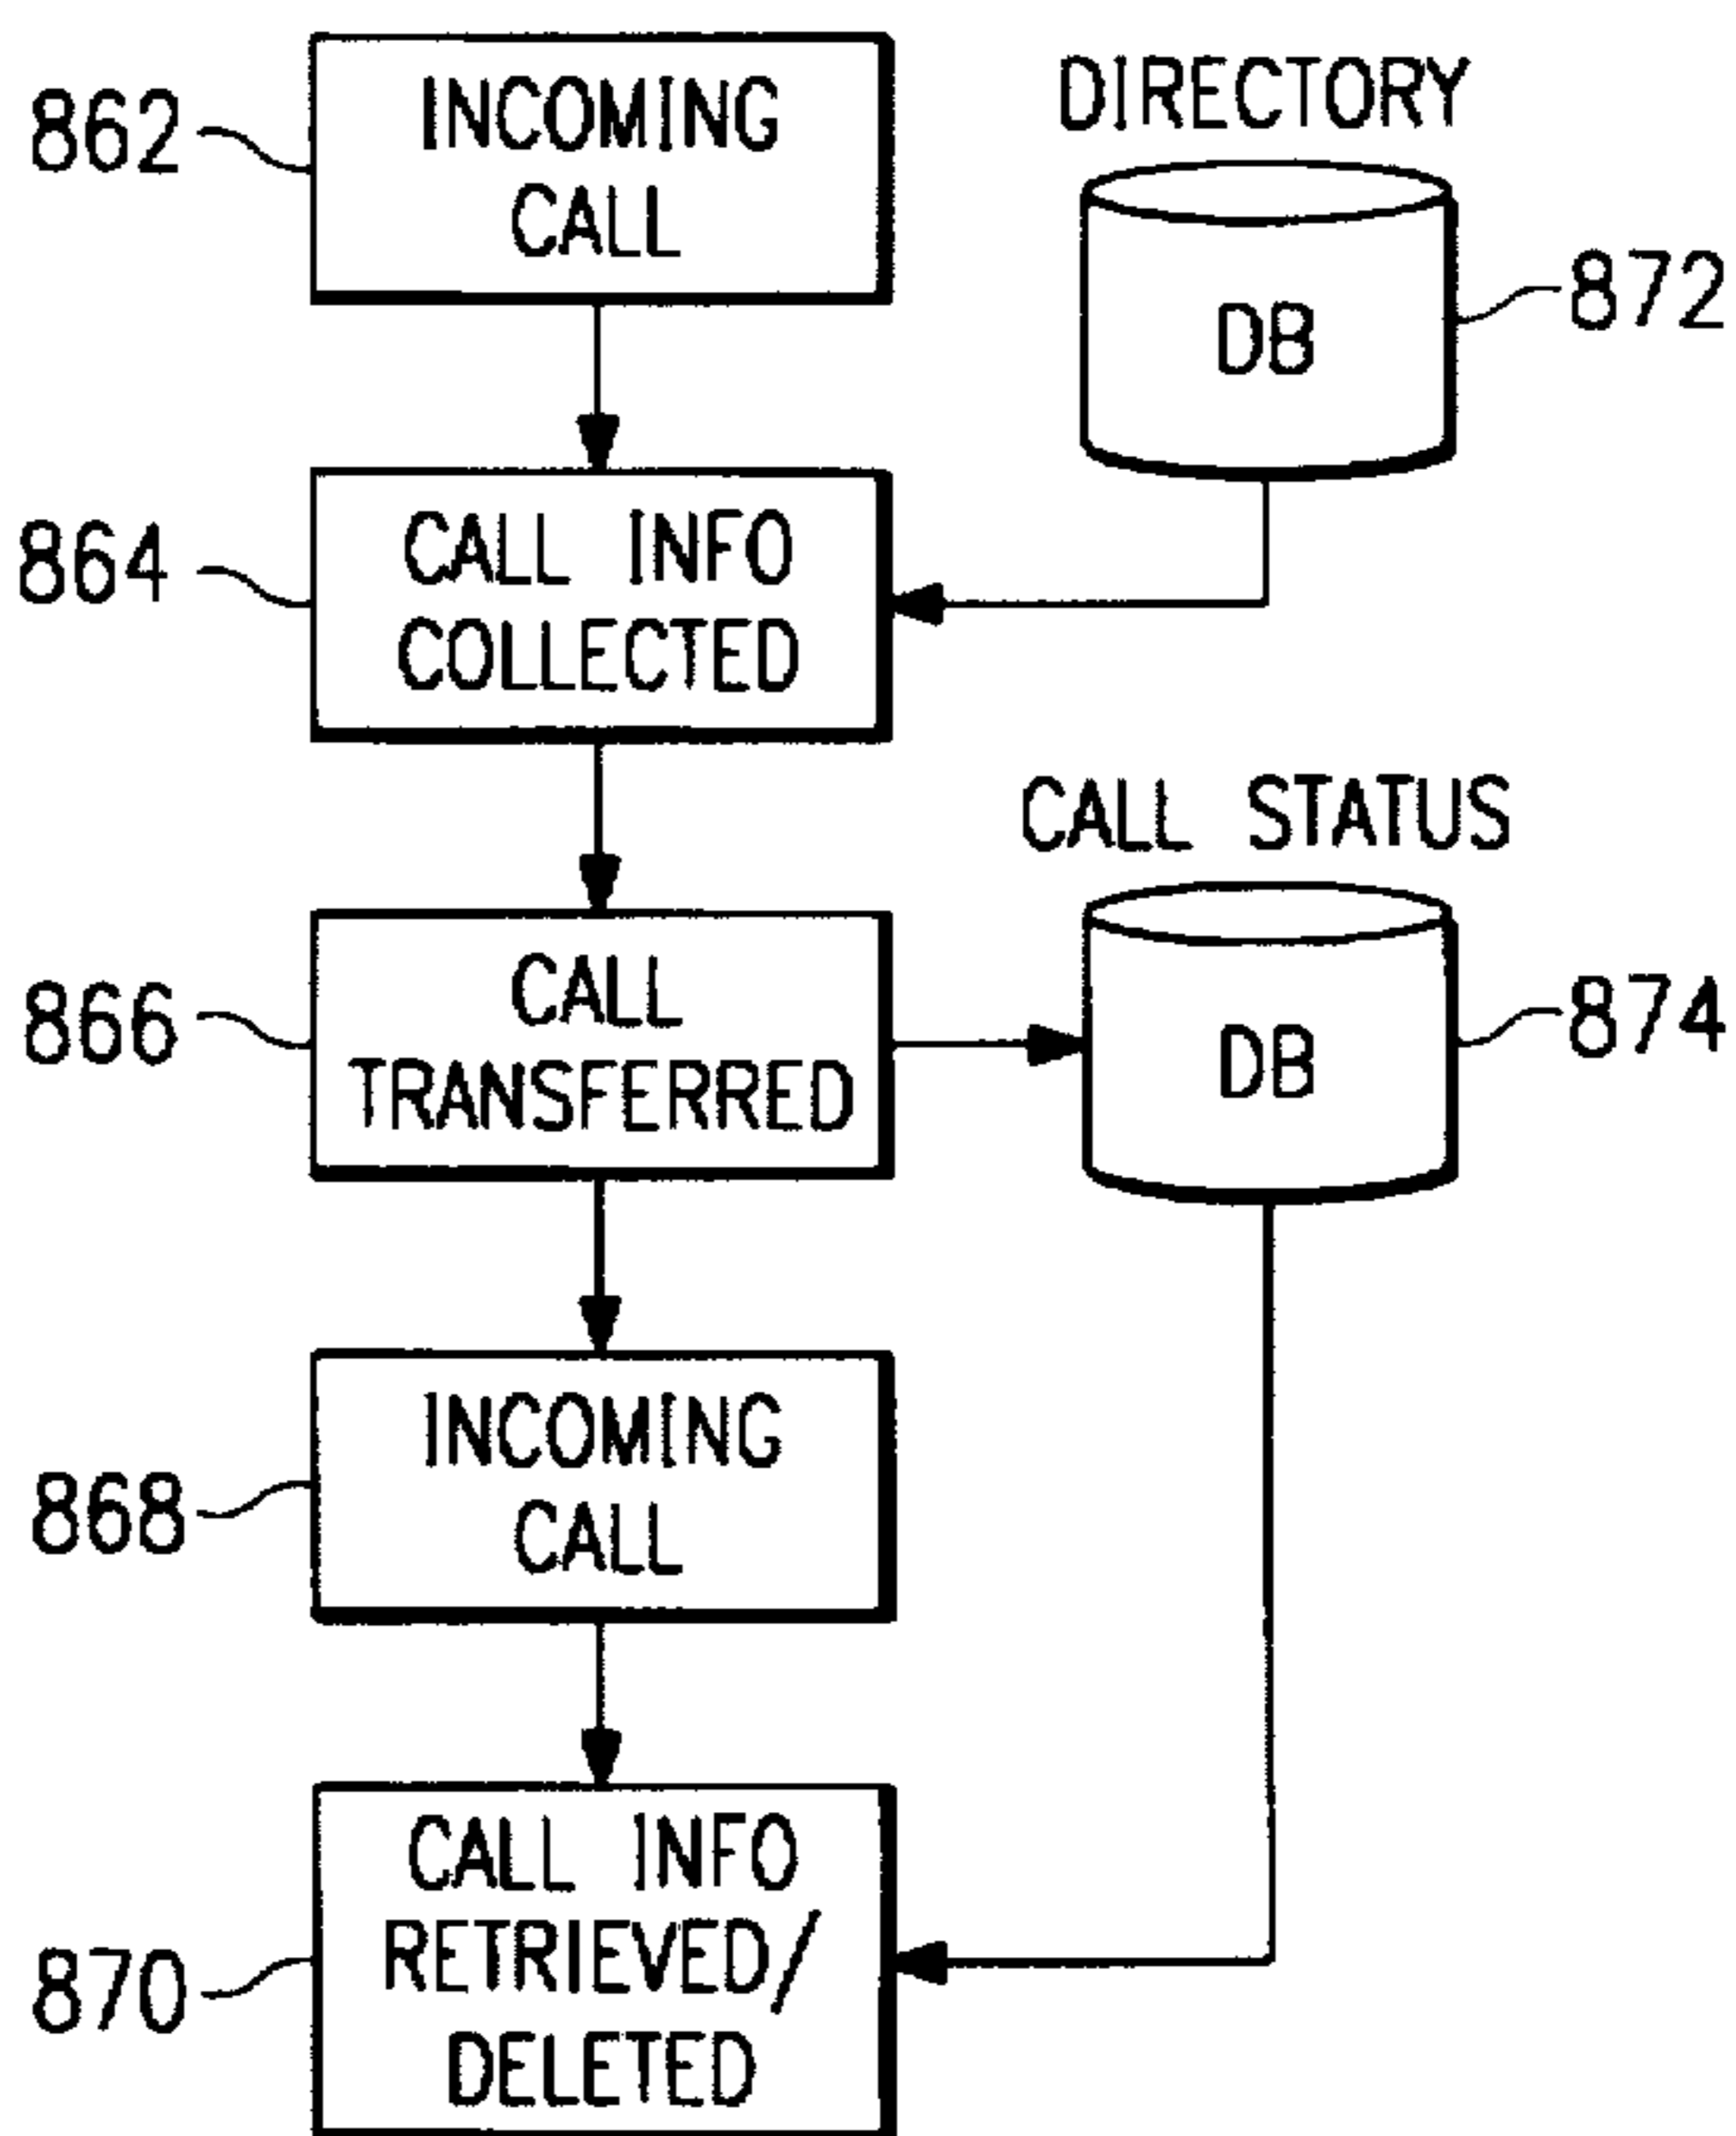 862
INCOMING
CALL
DIRECTORY
DB
872
864
CALL INFO
COLLECTED
CALL STATUS
866
CALL
TRANSFERRED
DB
874
868
INCOMING
CALL
870
CALL INFO
RETRIEVED/
DELETED